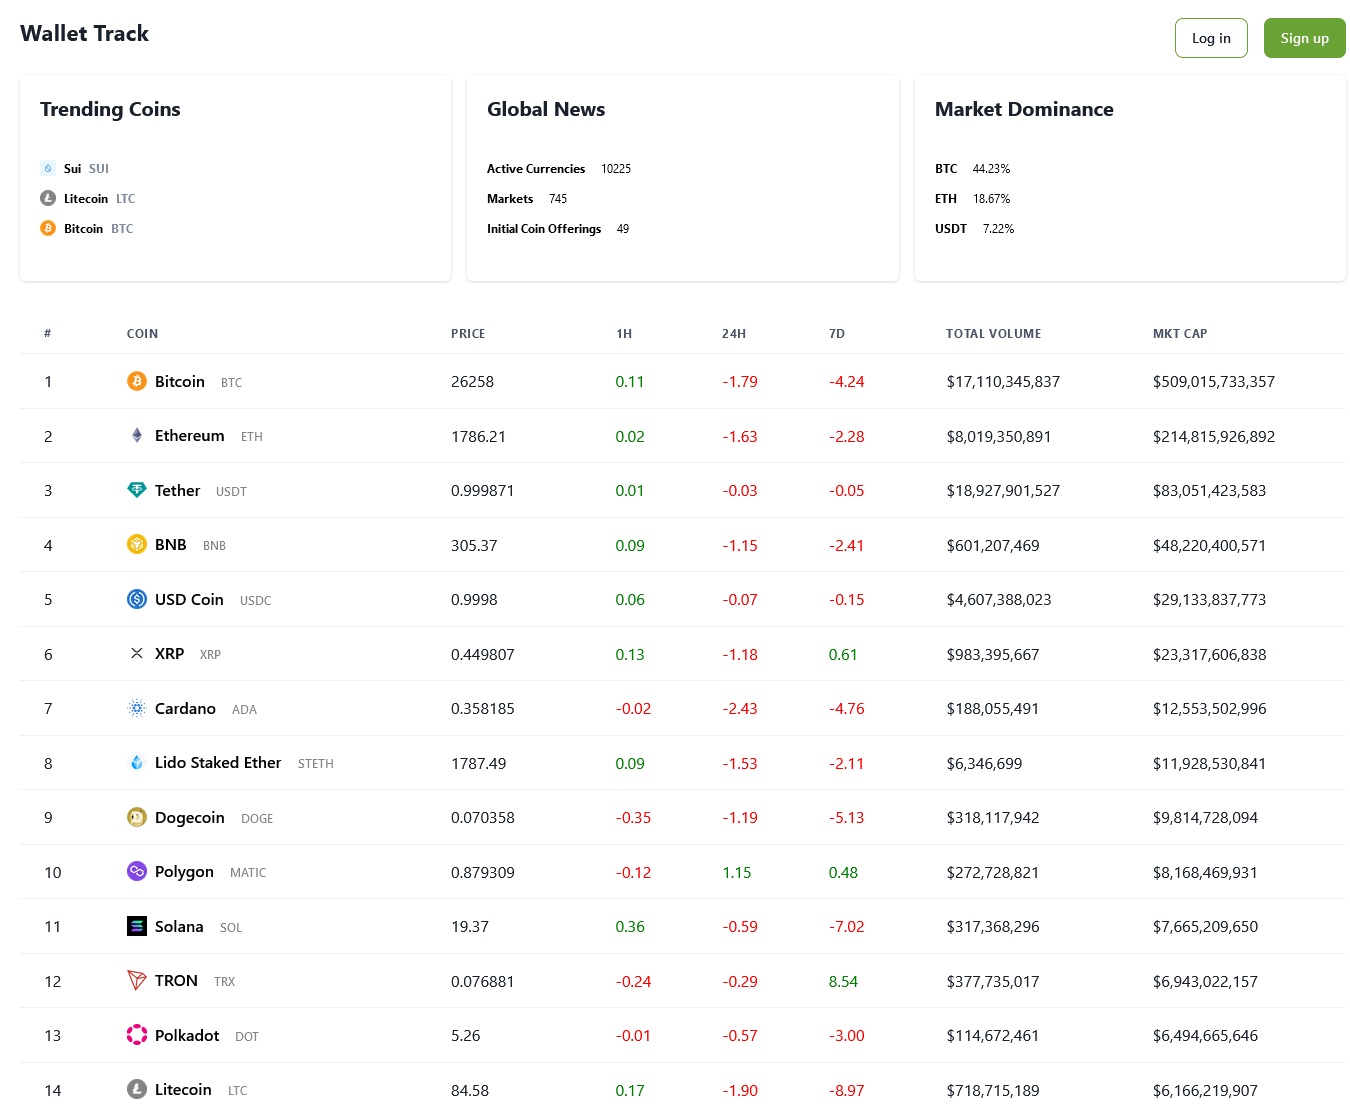 Wallet Track
Log in
Sign up
Trending Coins
Sui SUI
Litecoin LTC
Bitcoin BTC
Global News
Active Currencies 10225
Markets 745
Initial Coin Offerings 49
Market Dominance
BTC 44.23%
ETH 18.67%
USDT 7.22%
# COIN PRICE 1H 24H 7D TOTAL VOLUME MKT CAP
1 Bitcoin BTC 26258 0.11 -1.79 -4.24 $17,110,345,837 $509,015,733,357
2 Ethereum ETH 1786.21 0.02 -1.63 -2.28 $8,019,350,891 $214,815,926,892
3 Tether USDT 0.999871 0.01 -0.03 -0.05 $18,927,901,527 $83,051,423,583
4 BNB BNB 305.37 0.09 -1.15 -2.41 $601,207,469 $48,220,400,571
5 USD Coin USDC 0.9998 0.06 -0.07 -0.15 $4,607,388,023 $29,133,837,773
6 XRP XRP 0.449807 0.13 -1.18 0.61 $983,395,667 $23,317,606,838
7 Cardano ADA 0.358185 -0.02 -2.43 -4.76 $188,055,491 $12,553,502,996
8 Lido Staked Ether STETH 1787.49 0.09 -1.53 -2.11 $6,346,699 $11,928,530,841
9 Dogecoin DOGE 0.070358 -0.35 -1.19 -5.13 $318,117,942 $9,814,728,094
10 Polygon MATIC 0.879309 -0.12 1.15 0.48 $272,728,821 $8,168,469,931
11 Solana SOL 19.37 0.36 -0.59 -7.02 $317,368,296 $7,665,209,650
12 TRON TRX 0.076881 -0.24 -0.29 8.54 $377,735,017 $6,943,022,157
13 Polkadot DOT 5.26 -0.01 -0.57 -3.00 $114,672,461 $6,494,665,646
14 Litecoin LTC 84.58 0.17 -1.90 -8.97 $718,715,189 $6,166,219,907